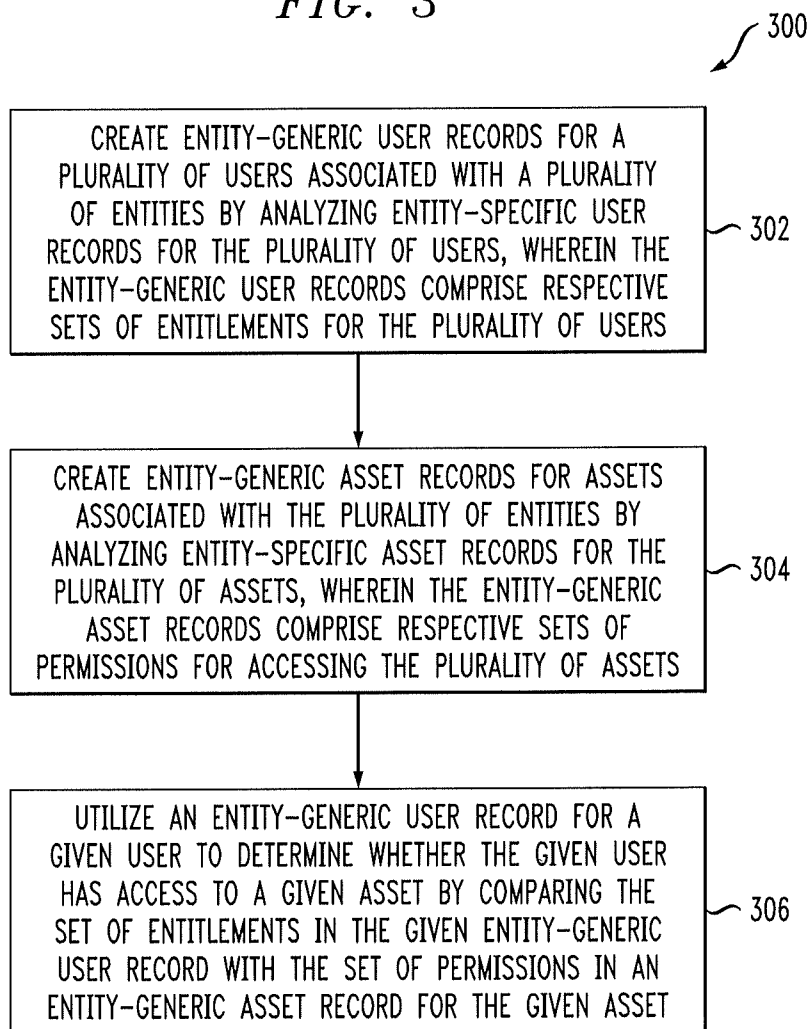 FIG. 3
300
CREATE ENTITY-GENERIC USER RECORDS FOR A
PLURALITY OF USERS ASSOCIATED WITH A PLURALITY
OF ENTITIES BY ANALYZING ENTITY-SPECIFIC USER
RECORDS FOR THE PLURALITY OF USERS, WHEREIN THE
ENTITY-GENERIC USER RECORDS COMPRISE RESPECTIVE
SETS OF ENTITLEMENTS FOR THE PLURALITY OF USERS
302
CREATE ENTITY-GENERIC ASSET RECORDS FOR ASSETS
ASSOCIATED WITH THE PLURALITY OF ENTITIES BY
ANALYZING ENTITY-SPECIFIC ASSET RECORDS FOR THE
PLURALITY OF ASSETS, WHEREIN THE ENTITY-GENERIC
ASSET RECORDS COMPRISE RESPECTIVE SETS OF
PERMISSIONS FOR ACCESSING THE PLURALITY OF ASSETS
304
UTILIZE AN ENTITY-GENERIC USER RECORD FOR A
GIVEN USER TO DETERMINE WHETHER THE GIVEN USER
HAS ACCESS TO A GIVEN ASSET BY COMPARING THE
SET OF ENTITLEMENTS IN THE GIVEN ENTITY-GENERIC
USER RECORD WITH THE SET OF PERMISSIONS IN AN
ENTITY-GENERIC ASSET RECORD FOR THE GIVEN ASSET
306